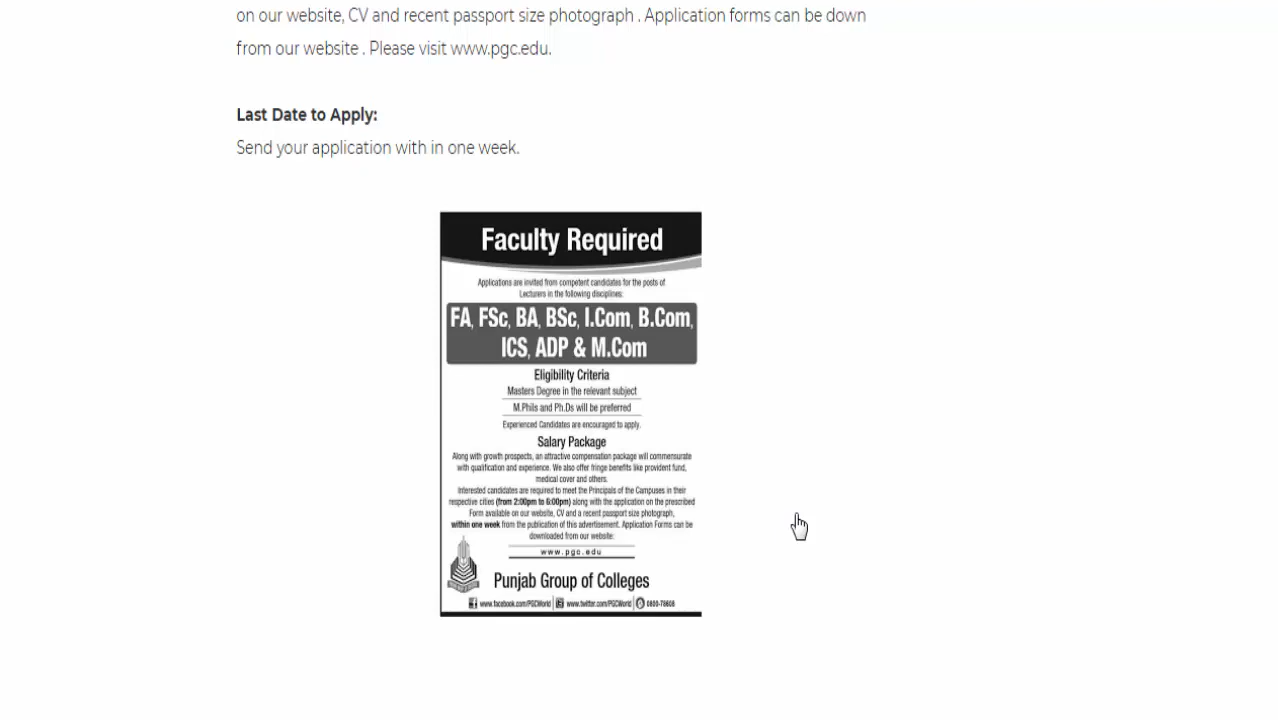 on our website, CV and recent passport size photograph . Application forms can be down
from our website . Please visit www.pgc.edu.
Last Date to Apply:
Send your application with in one week.
Faculty Required
Applications are invited from competent candidates for the posts of
Lecturers in the following disciplines:
FA, FSc, BA, BSc, I.Com, B.Com,
ICS, ADP & M.Com
Eligibility Criteria
Masters Degree in the relevant subject
M.Phils and Ph.Ds will be preferred
Experienced Candidates are encouraged to apply.
Salary Package
Along with growth prospects, an attractive compensation package will commensurate
with qualification and experience. We also offer fringe benefits like provident fund,
medical cover and others.
Interested candidates are required to meet the Principals of the Campuses in their
respective cities (from 2:00pm to 6:00pm) along with the application on the prescribed
Form available on our website, CV and a recent passport size photograph,
within one week from the publication of this advertisement. Application Forms can be
downloaded from our website:
www.pgc.edu
Punjab Group of Colleges
www.facebook.com/PGCWorld www.twitter.com/PGCWorld 0800-78608